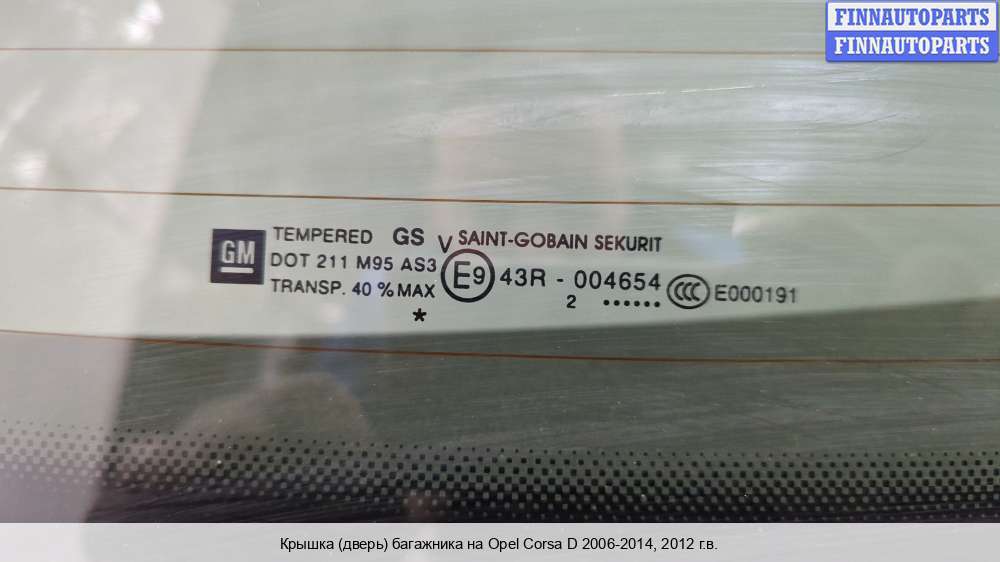 FINNAUTOPARTS
FINNAUTOPARTS
GM
TEMPERED GS V SAINT-GOBAIN SEKURIT
DOT 211 M95 AS3 E9 43R - 004654 CCC E000191
TRANSP. 40 % MAX 2 ••••••
*
Крышка (дверь) багажника на Opel Corsa D 2006-2014, 2012 г.в.